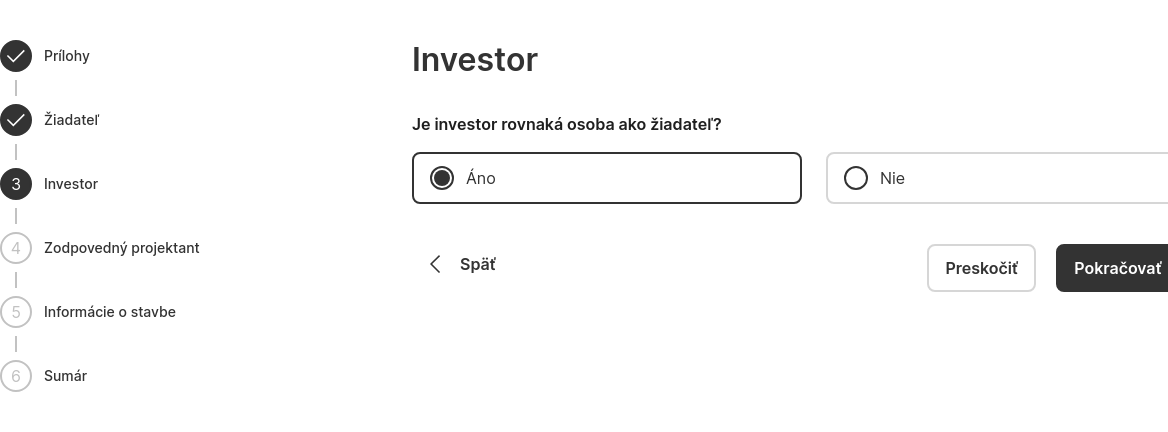 Prílohy
Žiadateľ
3 Investor
4 Zodpovedný projektant
5 Informácie o stavbe
6 Sumár
Investor
Je investor rovnaká osoba ako žiadateľ?
Áno
Nie
Späť
Preskočiť
Pokračovať